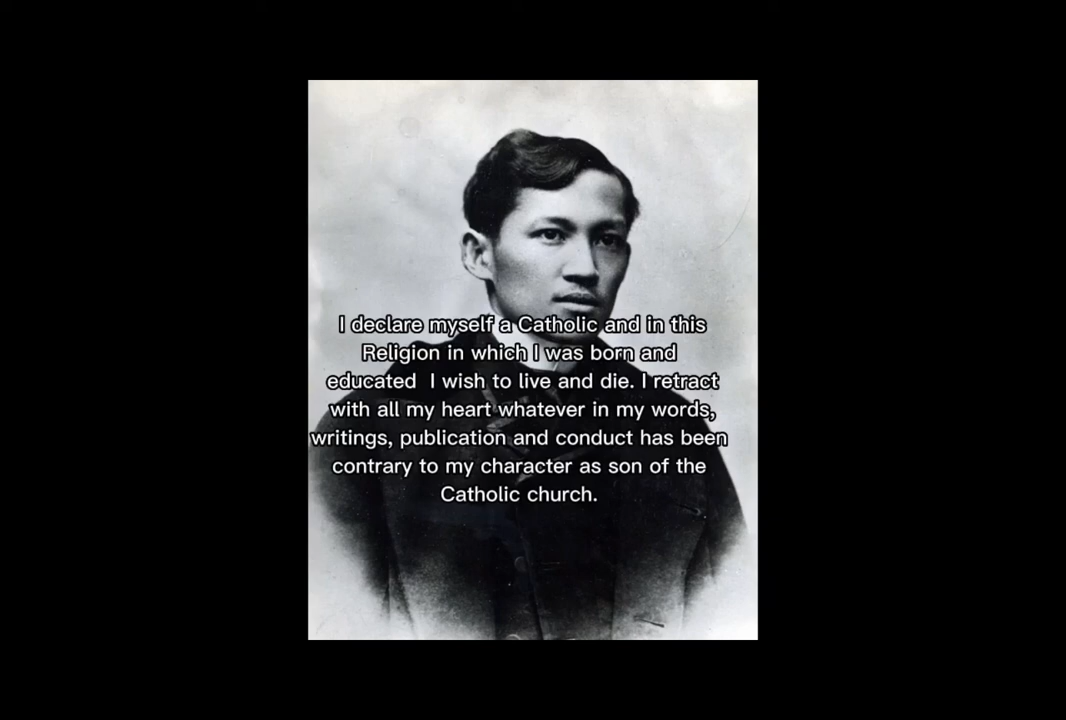 I declare myself a Catholic and in this
Religion in which I was born and
educated  I wish to live and die. I retract
with all my heart whatever in my words,
writings, publication and conduct has been
contrary to my character as son of the
Catholic church.